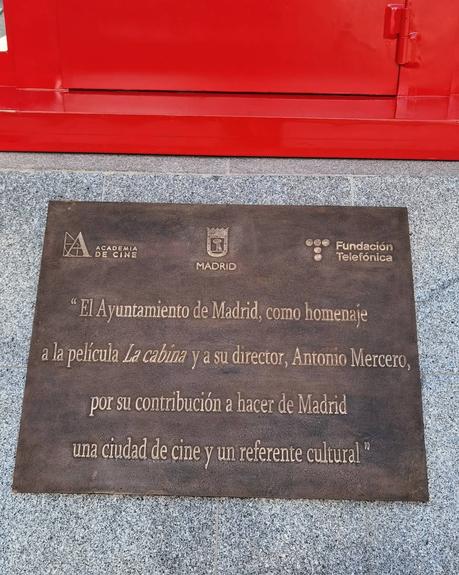 ACADEMIA
DE CINE
MADRID
Fundación
Telefónica
“El Ayuntamiento de Madrid, como homenaje
a la película La cabina y a su director, Antonio Mercero,
por su contribución a hacer de Madrid
una ciudad de cine y un referente cultural”